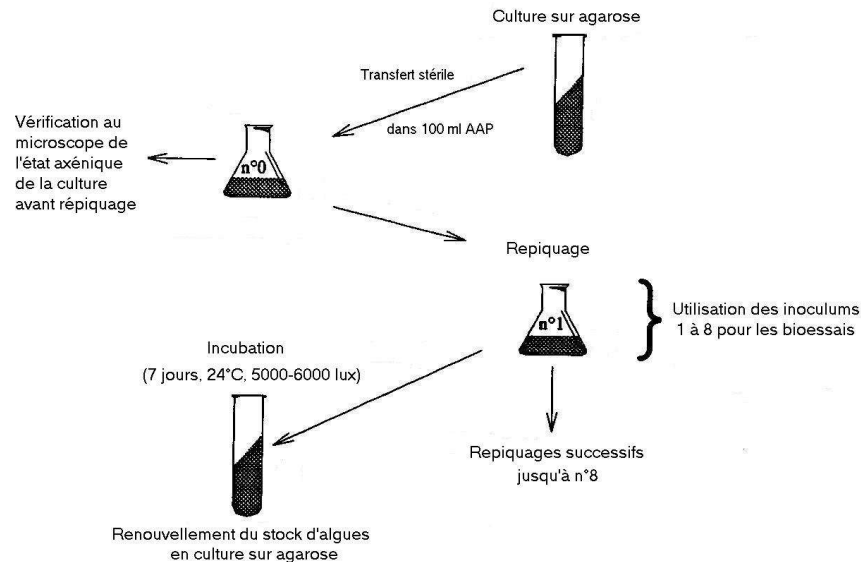 Culture sur agarose
Transfert stérile
dans 100 ml AAP
Vérification au
microscope de
l'état axénique
de la culture
avant répiquage
n°0
Repiquage
n°1
Utilisation des inoculums
1 à 8 pour les bioessais
Incubation
(7 jours, 24°C, 5000-6000 lux)
Repiquages successifs
jusqu'à n°8
Renouvellement du stock d'algues
en culture sur agarose